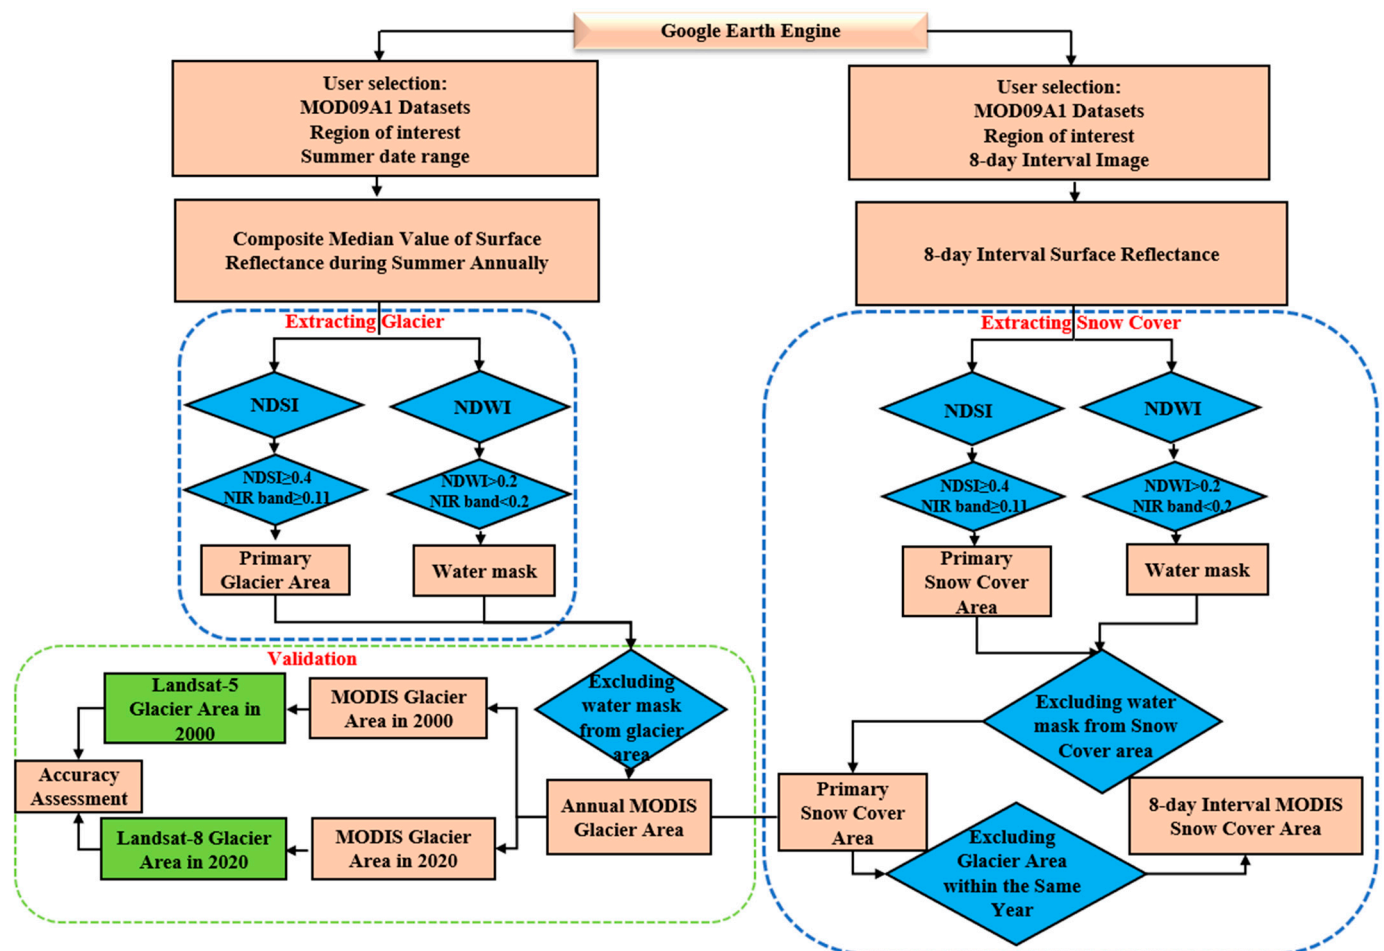 Google Earth Engine
User selection:
MOD09A1 Datasets
Region of interest
Summer date range
User selection:
MOD09A1 Datasets
Region of interest
8-day Interval Image
Composite Median Value of Surface
Reflectance during Summer Annually
8-day Interval Surface Reflectance
Extracting Glacier
NDSI
NDWI
NDSI≥0.4
NIR band≥0.11
NDWI>0.2
NIR band<0.2
Primary
Glacier Area
Water mask
Extracting Snow Cover
NDSI
NDWI
NDSI≥0.4
NIR band≥0.11
NDWI>0.2
NIR band<0.2
Primary
Snow Cover
Area
Water mask
Validation
Landsat-5
Glacier Area in
2000
MODIS Glacier
Area in 2000
Excluding
water mask
from glacier
area
Accuracy
Assessment
Annual MODIS
Glacier Area
Landsat-8 Glacier
Area in 2020
MODIS Glacier
Area in 2020
Excluding water
mask from Snow
Cover area
Primary
Snow Cover
Area
Excluding
Glacier Area
within the Same
Year
8-day Interval MODIS
Snow Cover Area